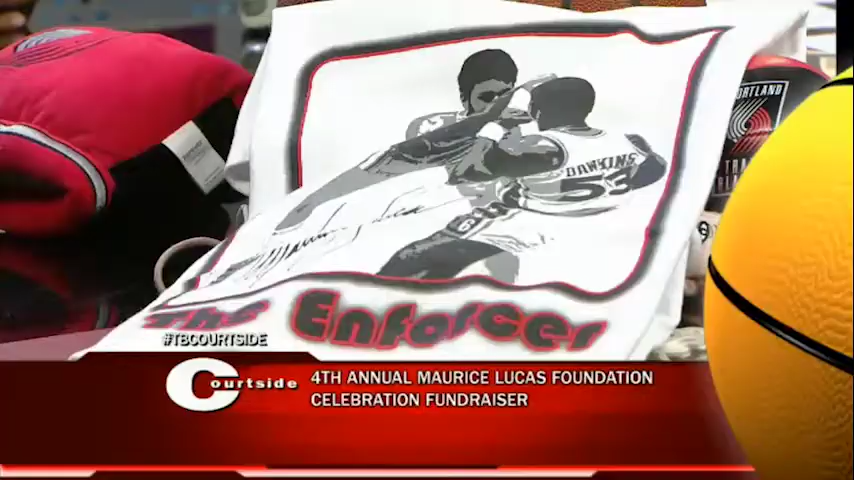 PORTLAND
DAWKINS
53
The Enforcer
#TBCOURTSIDE
Courtside
4TH ANNUAL MAURICE LUCAS FOUNDATION
CELEBRATION FUNDRAISER